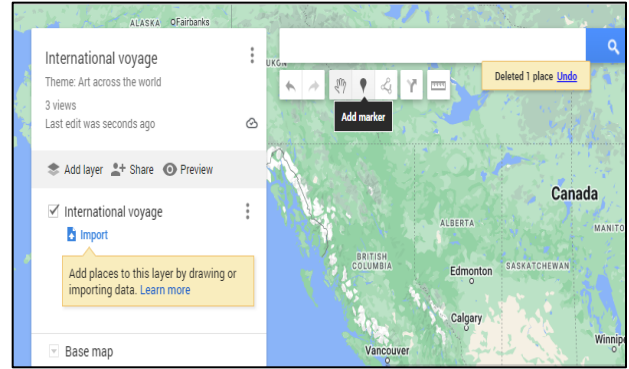 ALASKA
Fairbanks
International voyage
Theme: Art across the world
3 views
Last edit was seconds ago
YUKON
Deleted 1 place Undo
Add marker
Add layer Share Preview
International voyage
Import
Add places to this layer by drawing or
importing data. Learn more
Base map
Canada
ALBERTA
BRITISH
COLUMBIA
Edmonton
SASKATCHEWAN
Calgary
Vancouver